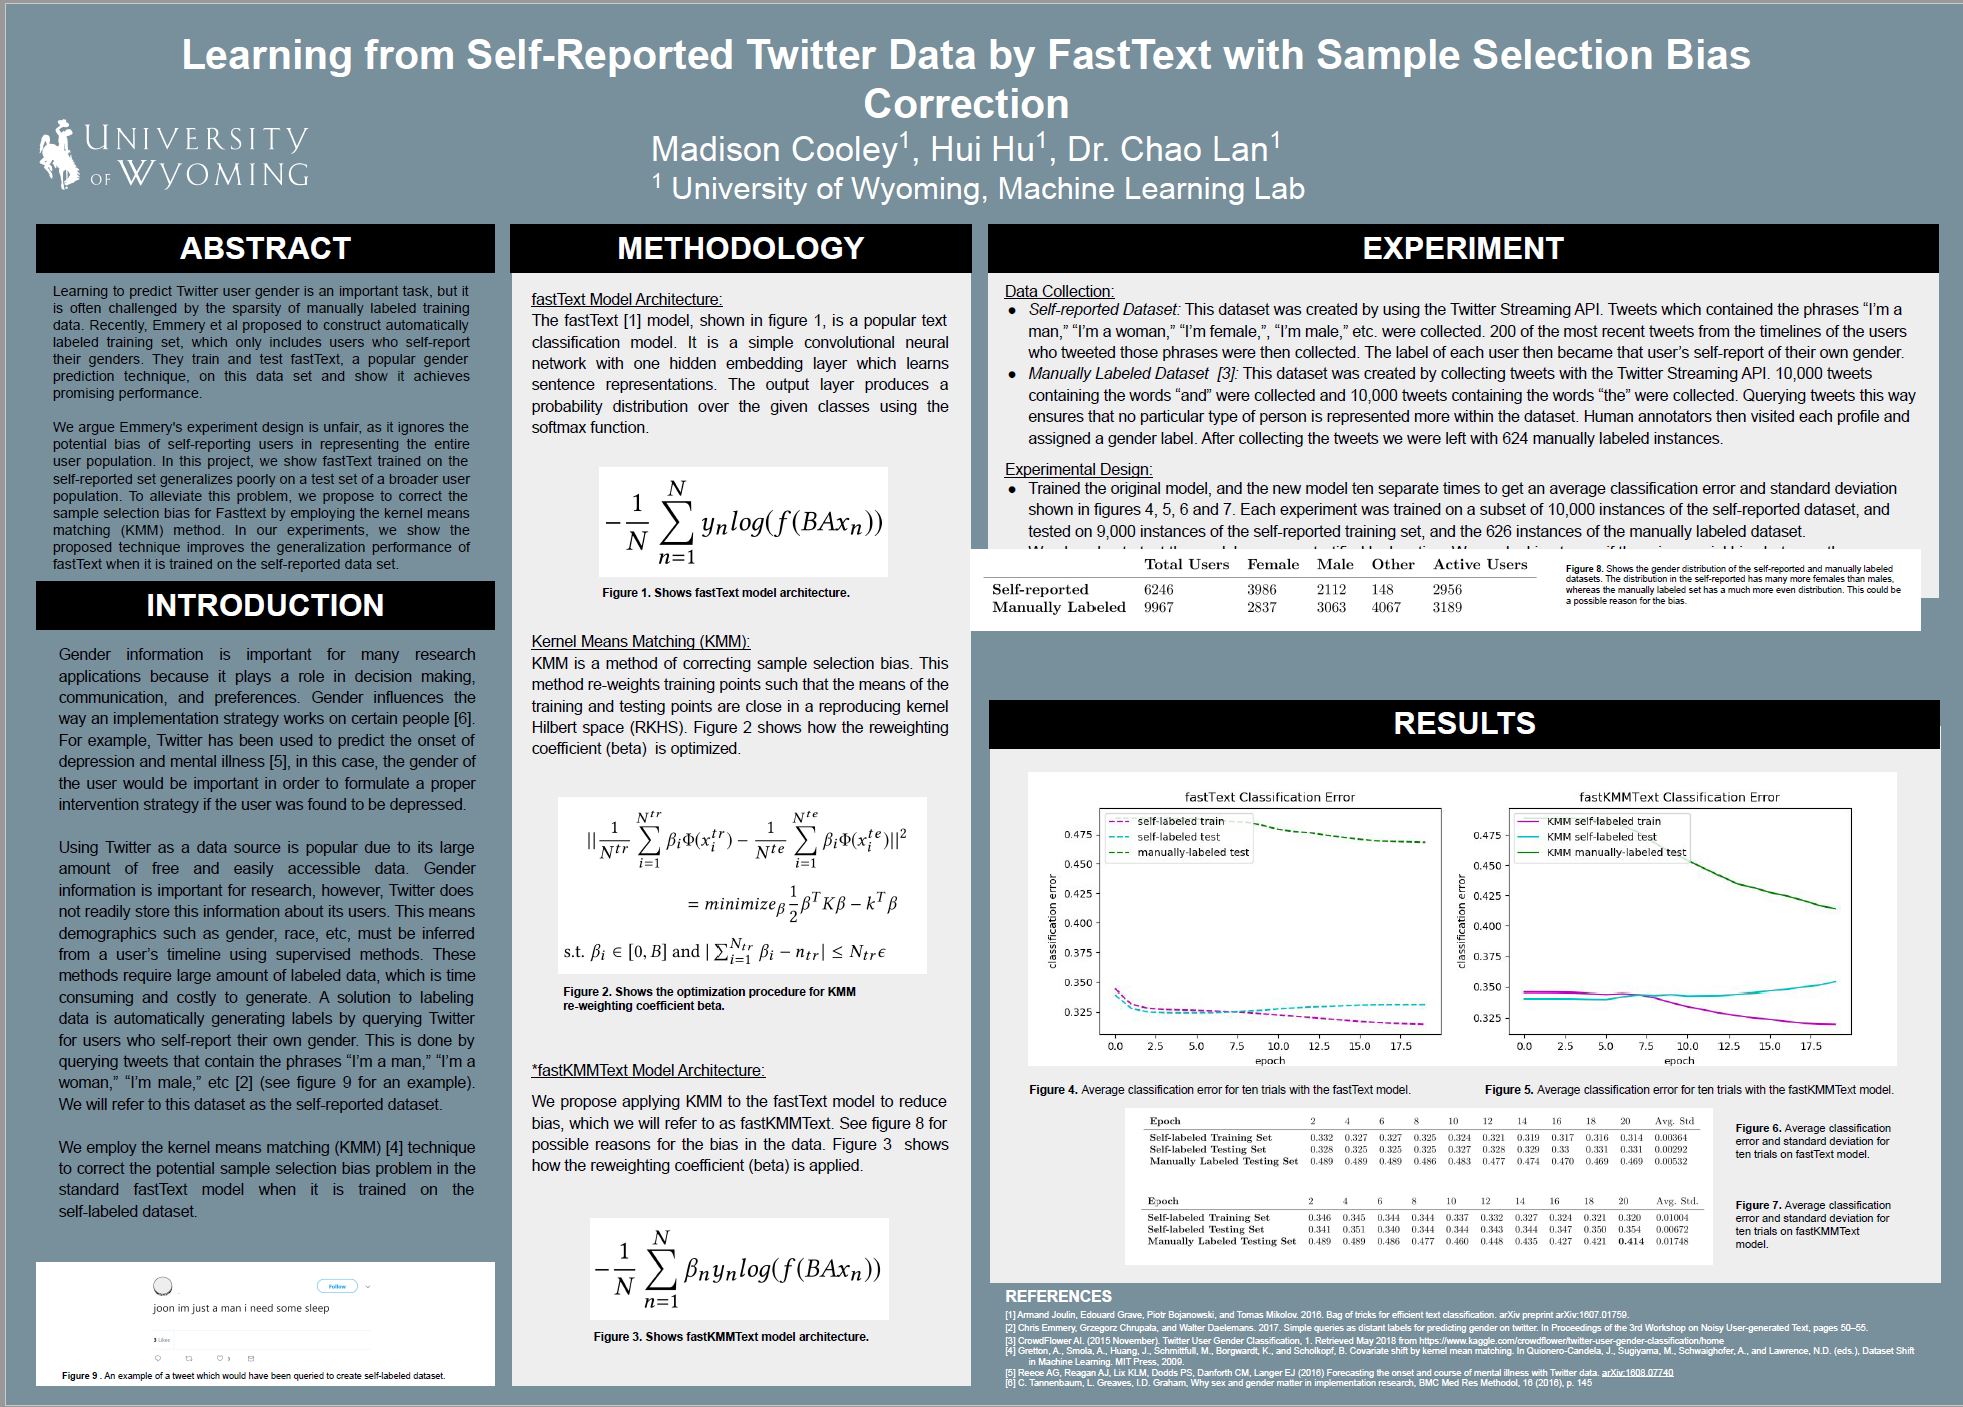 Learning from Self-Reported Twitter Data by FastText with Sample Selection Bias
Correction
Madison Cooley1, Hui Hu1, Dr. Chao Lan1
1 University of Wyoming, Machine Learning Lab
UNIVERSITY
OF WYOMING
ABSTRACT
Learning to predict Twitter user gender is an important task, but it
is often challenged by the sparsity of manually labeled training
data. Recently, Emmery et al proposed to construct automatically
labeled training set, which only includes users who self-report
their genders. They train and test fastText, a popular gender
prediction technique, on this data set and show it achieves
promising performance.
We argue Emmery's experiment design is unfair, as it ignores the
potential bias of self-reporting users in representing the entire
user population. In this project, we show fastText trained on the
self-reported set generalizes poorly on a test set of a broader user
population. To alleviate this problem, we propose to correct the
sample selection bias for Fasttext by employing the kernel means
matching (KMM) method. In our experiments, we show the
proposed technique improves the generalization performance of
fastText when it is trained on the self-reported data set.
INTRODUCTION
Gender information is important for many research
applications because it plays a role in decision making,
communication, and preferences. Gender influences the
way an implementation strategy works on certain people [6].
For example, Twitter has been used to predict the onset of
depression and mental illness [5], in this case, the gender of
the user would be important in order to formulate a proper
intervention strategy if the user was found to be depressed.
Using Twitter as a data source is popular due to its large
amount of free and easily accessible data. Gender
information is important for research, however, Twitter does
not readily store this information about its users. This means
demographics such as gender, race, etc, must be inferred
from a user's timeline using supervised methods. These
methods require large amount of labeled data, which is time
consuming and costly to generate. A solution to labeling
data is automatically generating labels by querying Twitter
for users who self-report their own gender. This is done by
querying tweets that contain the phrases “I'm a man,” “I'm a
woman,” “I'm male,” etc [2] (see figure 9 for an example).
We will refer to this dataset as the self-reported dataset.
We employ the kernel means matching (KMM) [4] technique
to correct the potential sample selection bias problem in the
standard fastText model when it is trained on the
self-labeled dataset.
Follow
joon im just a man i need some sleep
3 Likes
3
Figure 9 . An example of a tweet which would have been queried to create self-labeled dataset.
METHODOLOGY
fastText Model Architecture:
The fastText [1] model, shown in figure 1, is a popular text
classification model. It is a simple convolutional neural
network with one hidden embedding layer which learns
sentence representations. The output layer produces a
probability distribution over the given classes using the
softmax function.
−1/N ∑_{n=1}^{N} y_n log(f(BAx_n))
Figure 1. Shows fastText model architecture.
Kernel Means Matching (KMM):
KMM is a method of correcting sample selection bias. This
method re-weights training points such that the means of the
training and testing points are close in a reproducing kernel
Hilbert space (RKHS). Figure 2 shows how the reweighting
coefficient (beta) is optimized.
||1/N^{tr} ∑_{i=1}^{N^{tr}} β_iΦ(x_i^{tr}) − 1/N^{te} ∑_{i=1}^{N^{te}} β_iΦ(x_i^{te})||^2
= minimize_β 1/2 β^T Kβ − k^T β
s.t. β_i ∈ [0, B] and | ∑_{i=1}^{N_{tr}} β_i − n_{tr}| ≤ N_{tr}ϵ
Figure 2. Shows the optimization procedure for KMM
re-weighting coefficient beta.
*fastKMMText Model Architecture:
We propose applying KMM to the fastText model to reduce
bias, which we will refer to as fastKMMText. See figure 8 for
possible reasons for the bias in the data. Figure 3 shows
how the reweighting coefficient (beta) is applied.
−1/N ∑_{n=1}^{N} β_n y_n log(f(BAx_n))
Figure 3. Shows fastKMMText model architecture.
EXPERIMENT
Data Collection:
● Self-reported Dataset: This dataset was created by using the Twitter Streaming API. Tweets which contained the phrases “I'm a
man,” “I'm a woman,” “I'm female,”, “I'm male,” etc. were collected. 200 of the most recent tweets from the timelines of the users
who tweeted those phrases were then collected. The label of each user then became that user's self-report of their own gender.
● Manually Labeled Dataset [3]: This dataset was created by collecting tweets with the Twitter Streaming API. 10,000 tweets
containing the words “and” were collected and 10,000 tweets containing the words “the” were collected. Querying tweets this way
ensures that no particular type of person is represented more within the dataset. Human annotators then visited each profile and
assigned a gender label. After collecting the tweets we were left with 624 manually labeled instances.
Experimental Design:
● Trained the original model, and the new model ten separate times to get an average classification error and standard deviation
shown in figures 4, 5, 6 and 7. Each experiment was trained on a subset of 10,000 instances of the self-reported dataset, and
tested on 9,000 instances of the self-reported training set, and the 626 instances of the manually labeled dataset.
Total Users Female Male Other Active Users
Self-reported 6246 3986 2112 148 2956
Manually Labeled 9967 2837 3063 4067 3189
Figure 8. Shows the gender distribution of the self-reported and manually labeled
datasets. The distribution in the self-reported has many more females than males,
whereas the manually labeled set has a much more even distribution. This could be
a possible reason for the bias.
RESULTS
fastText Classification Error
self-labeled train
self-labeled test
manually-labeled test
classification error
0.475
0.450
0.425
0.400
0.375
0.350
0.325
0.0 2.5 5.0 7.5 10.0 12.5 15.0 17.5
epoch
fastKMMText Classification Error
KMM self-labeled train
KMM self-labeled test
KMM manually-labeled test
classification error
0.475
0.450
0.425
0.400
0.375
0.350
0.325
0.0 2.5 5.0 7.5 10.0 12.5 15.0 17.5
epoch
Figure 4. Average classification error for ten trials with the fastText model.
Figure 5. Average classification error for ten trials with the fastKMMText model.
Epoch 2 4 6 8 10 12 14 16 18 20 Avg. Std
Self-labeled Training Set 0.332 0.327 0.327 0.325 0.324 0.321 0.319 0.317 0.316 0.314 0.00364
Self-labeled Testing Set 0.328 0.325 0.325 0.325 0.327 0.328 0.329 0.33 0.331 0.331 0.00292
Manually Labeled Testing Set 0.489 0.489 0.489 0.486 0.483 0.477 0.474 0.470 0.469 0.469 0.00532
Figure 6. Average classification
error and standard deviation for
ten trials on fastText model.
Epoch 2 4 6 8 10 12 14 16 18 20 Avg. Std.
Self-labeled Training Set 0.346 0.345 0.344 0.344 0.337 0.332 0.327 0.324 0.321 0.320 0.01004
Self-labeled Testing Set 0.341 0.351 0.340 0.344 0.344 0.343 0.344 0.347 0.350 0.354 0.00672
Manually Labeled Testing Set 0.489 0.489 0.486 0.477 0.460 0.448 0.435 0.427 0.421 0.414 0.01748
Figure 7. Average classification
error and standard deviation for
ten trials on fastKMMText
model.
REFERENCES
[1] Armand Joulin, Edouard Grave, Piotr Bojanowski, and Tomas Mikolov. 2016. Bag of tricks for efficient text classification. arXiv preprint arXiv:1607.01759.
[2] Chris Emmery, Grzegorz Chrupala, and Walter Daelemans. 2017. Simple queries as distant labels for predicting gender on twitter. In Proceedings of the 3rd Workshop on Noisy User-generated Text, pages 50–55.
[3] CrowdFlower AI. (2015 November). Twitter User Gender Classification, 1. Retrieved May 2018 from https://www.kaggle.com/crowdflower/twitter-user-gender-classification/home
[4] Gretton, A., Smola, A., Huang, J., Schmittfull, M., Borgwardt, K., and Scholkopf, B. Covariate shift by kernel mean matching. In Quionero-Candela, J., Sugiyama, M., Schwaighofer, A., and Lawrence, N.D. (eds.), Dataset Shift
in Machine Learning. MIT Press, 2009.
[5] Reece AG, Reagan AJ, Lix KLM, Dodds PS, Danforth CM, Langer EJ (2016) Forecasting the onset and course of mental illness with Twitter data. arXiv:1608.07740
[6] C. Tannenbaum, L. Greaves, I.D. Graham, Why sex and gender matter in implementation research, BMC Med Res Methodol, 16 (2016), p. 145